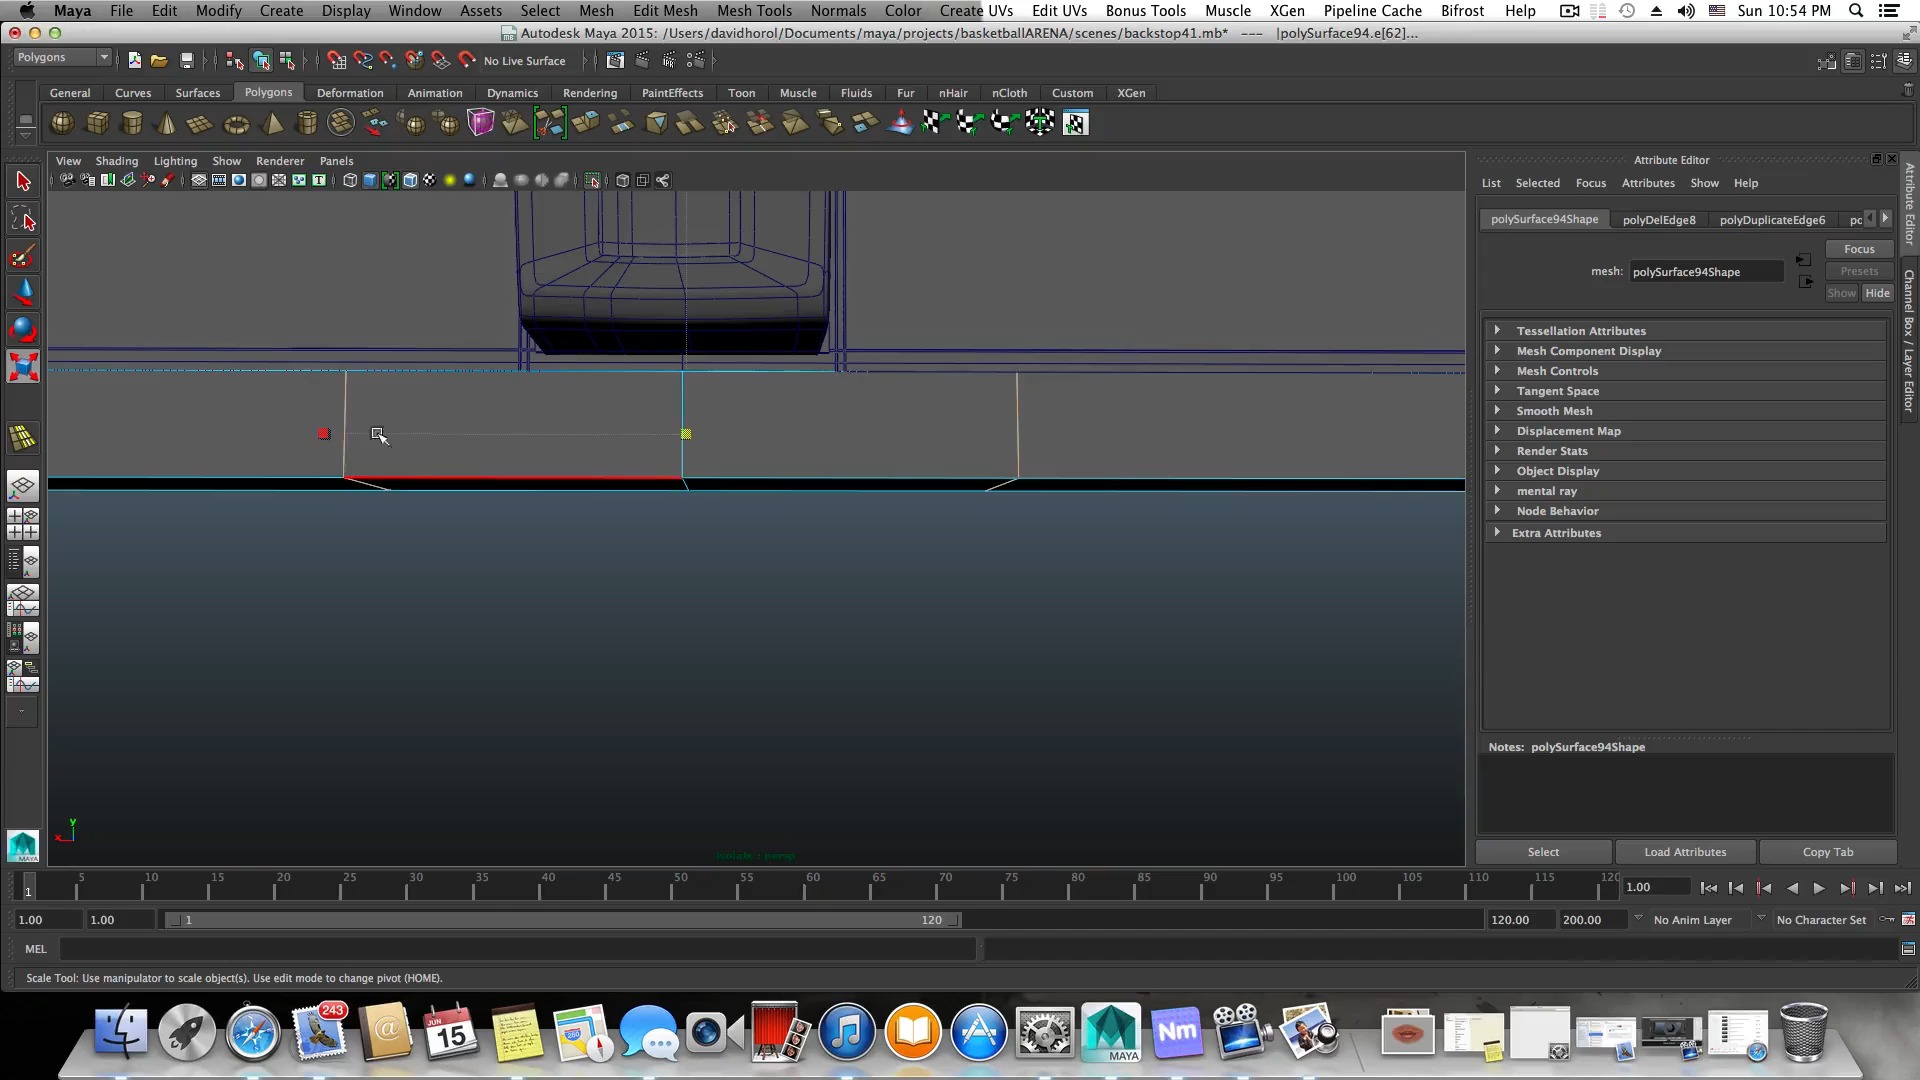 Maya File Edit Modify Create Display Window Assets Select Mesh Edit Mesh Mesh Tools Normals Color Create UVs Edit UVs Bonus Tools Muscle XGen Pipeline Cache Bifrost Help Sun 10:54 PM
Autodesk Maya 2015: /Users/davidhorol/Documents/maya/projects/basketballARENA/scenes/backstop41.mb* --- |polySurface94.e[62]...
Polygons No Live Surface
General Curves Surfaces Polygons Deformation Animation Dynamics Rendering PaintEffects Toon Muscle Fluids Fur nHair nCloth Custom XGen
View Shading Lighting Show Renderer Panels
Attribute Editor
List Selected Focus Attributes Show Help
polySurface94Shape polyDelEdge8 polyDuplicateEdge6 pc
Focus
mesh: polySurface94Shape Presets
Show Hide
Tessellation Attributes
Mesh Component Display
Mesh Controls
Tangent Space
Smooth Mesh
Displacement Map
Render Stats
Object Display
mental ray
Node Behavior
Extra Attributes
Notes: polySurface94Shape
Select Load Attributes Copy Tab
Attribute Editor
Channel Box / Layer Editor
y
x
Isolate : persp
MAYA
1 5 10 15 20 25 30 35 40 45 50 55 60 65 70 75 80 85 90 95 100 105 110 115 120 1.00
1.00 1.00 1 120 120.00 200.00 No Anim Layer No Character Set
MEL
Scale Tool: Use manipulator to scale object(s). Use edit mode to change pivot (HOME).
243
JUN
15
MAYA
Nm